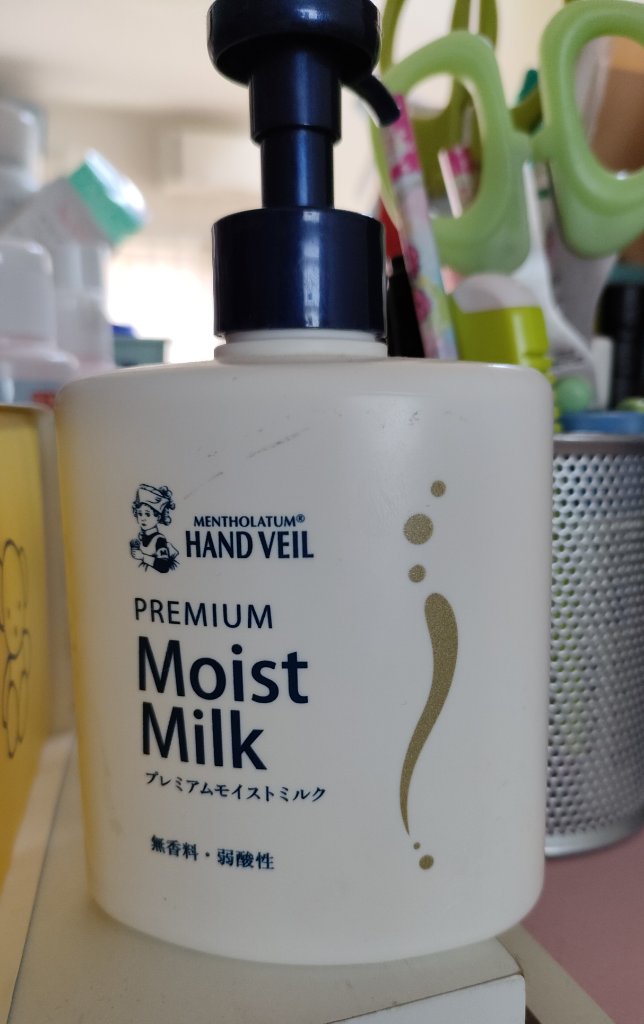 MENTHOLATUM®
HAND VEIL
PREMIUM
Moist
Milk
プレミアムモイストミルク
無香料・弱酸性